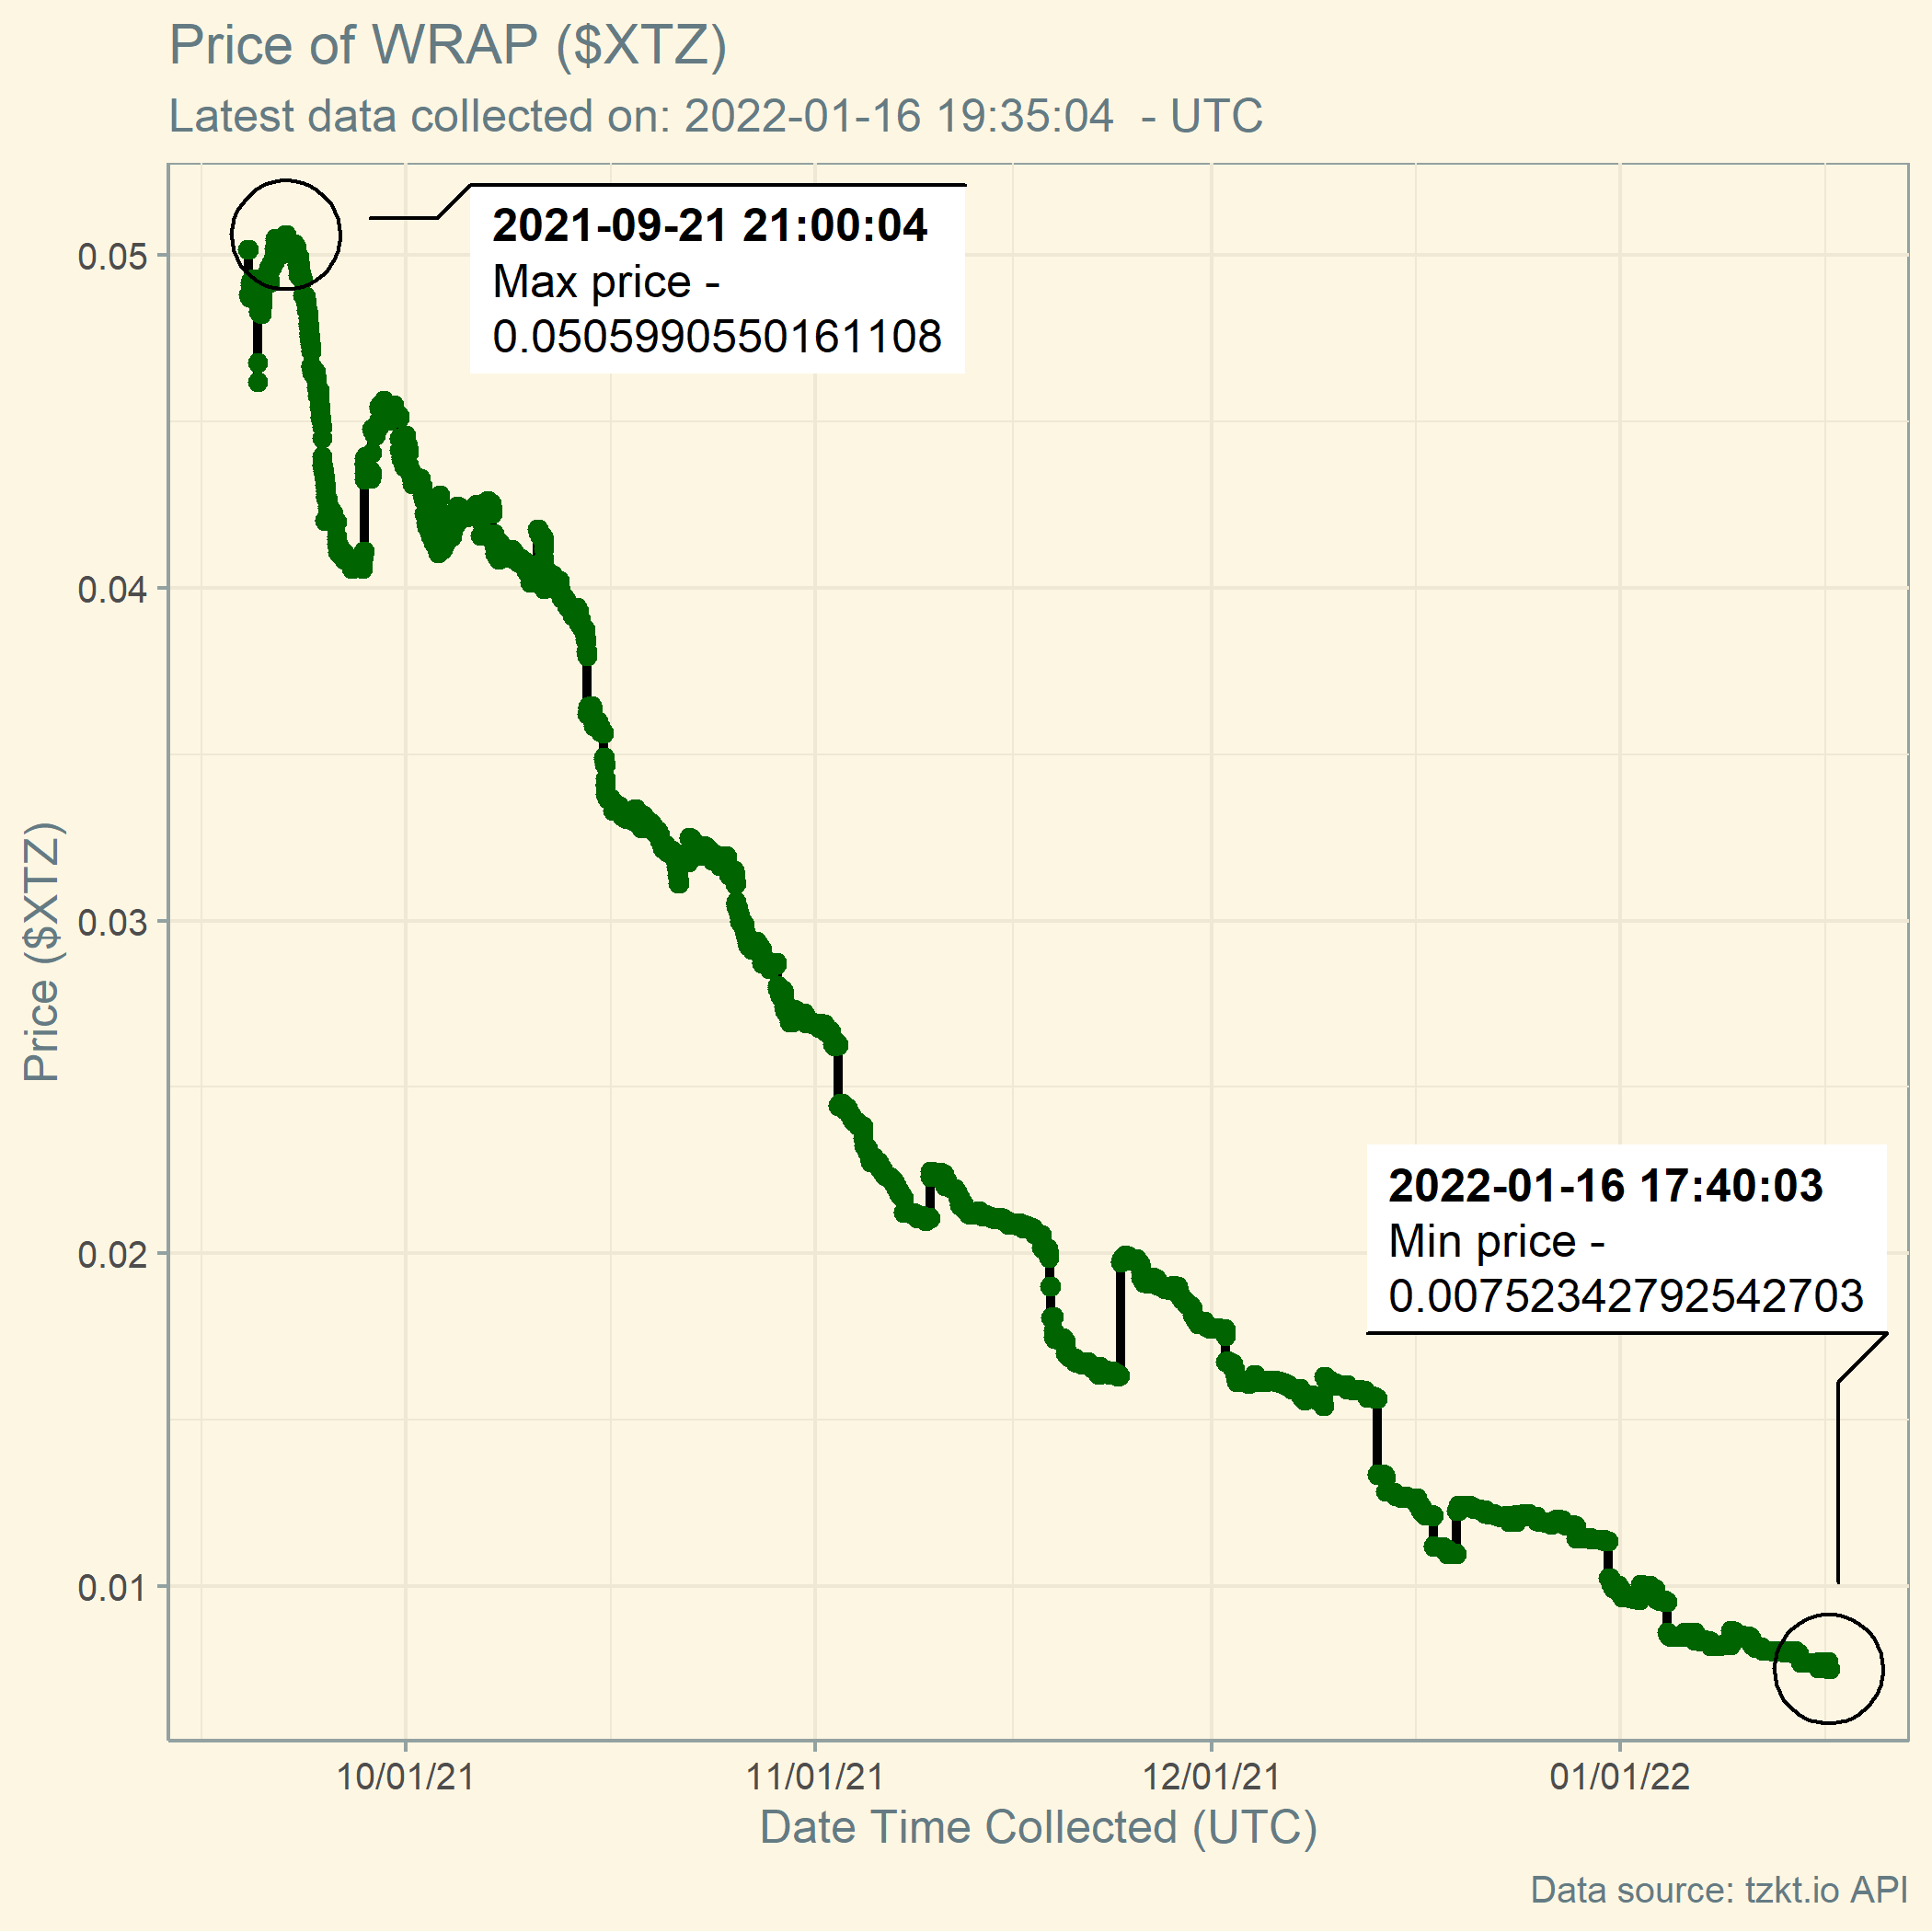 Price of WRAP ($XTZ)
Latest data collected on: 2022-01-16 19:35:04  - UTC
2021-09-21 21:00:04
Max price -
0.0505990550161108
2022-01-16 17:40:03
Min price -
0.00752342792542703
Price ($XTZ)
0.05
0.04
0.03
0.02
0.01
10/01/21
11/01/21
12/01/21
01/01/22
Date Time Collected (UTC)
Data source: tzkt.io API